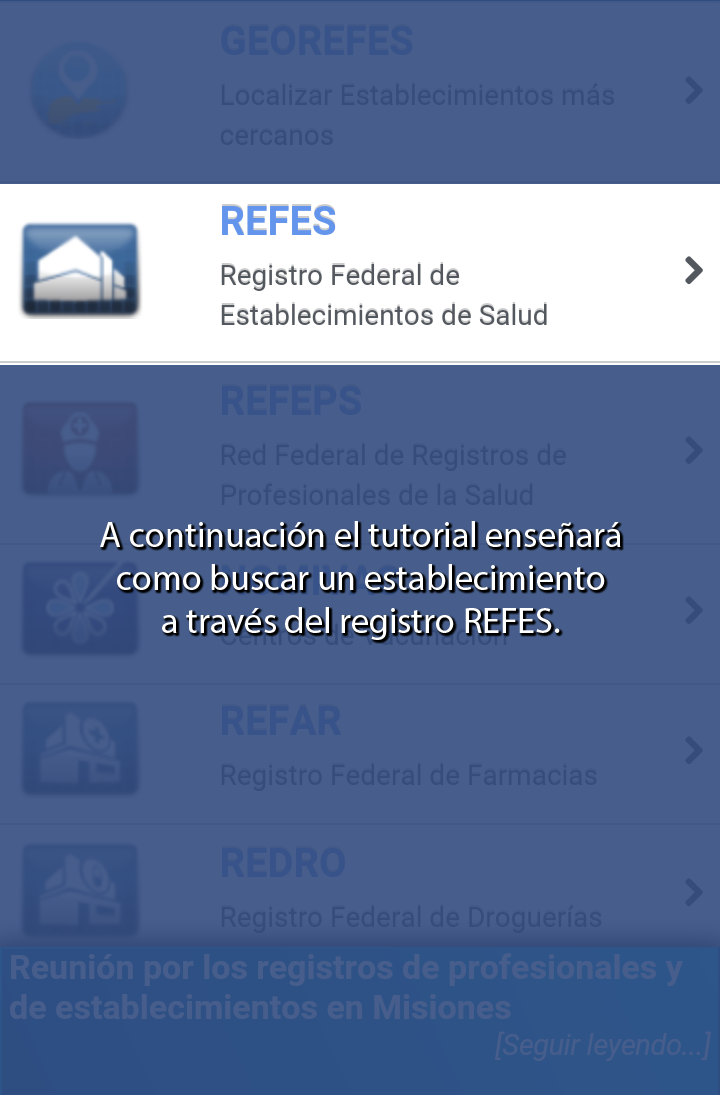 GEOREFES
Localizar Establecimientos más
cercanos
REFES
Registro Federal de
Establecimientos de Salud
REFEPS
Red Federal de Registros de
Profesionales de la Salud
A continuación el tutorial enseñará
como buscar un establecimiento
a través del registro REFES.
Centros de Vacunación
REFAR
Registro Federal de Farmacias
REDRO
Registro Federal de Droguerías
Reunión por los registros de profesionales y
de establecimientos en Misiones
[Seguir leyendo...]